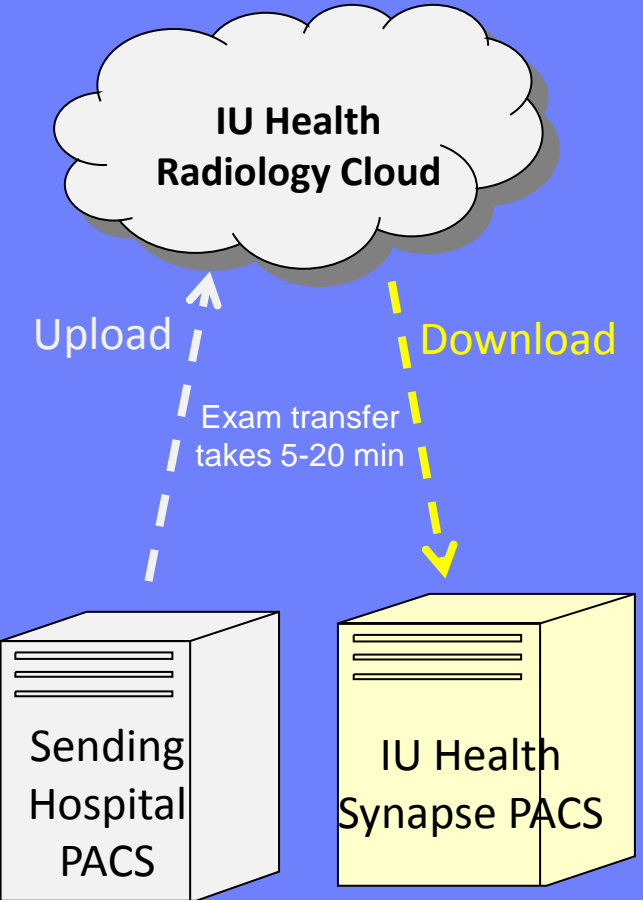 IU Health
Radiology Cloud
Upload
Download
Exam transfer
takes 5-20 min
Sending
Hospital
PACS
IU Health
Synapse PACS